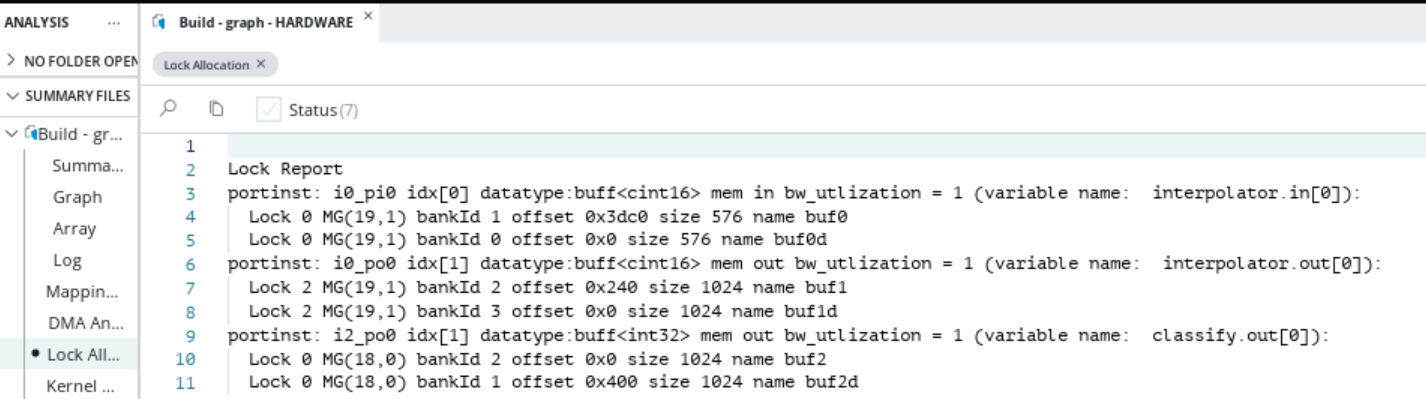 ANALYSIS ...
Build - graph - HARDWARE ×
NO FOLDER OPEN
Lock Allocation ×
SUMMARY FILES
Status (7)
Build - gr...
Summa...
Graph
Array
Log
Mappin...
DMA An...
Lock All...
Kernel ...
1
2 Lock Report
3 portinst: i0_pi0 idx[0] datatype:buff<cint16> mem in bw_utlization = 1 (variable name:  interpolator.in[0]):
4 Lock 0 MG(19,1) bankId 1 offset 0x3dc0 size 576 name buf0
5 Lock 0 MG(19,1) bankId 0 offset 0x0 size 576 name buf0d
6 portinst: i0_po0 idx[1] datatype:buff<cint16> mem out bw_utlization = 1 (variable name:  interpolator.out[0]):
7 Lock 2 MG(19,1) bankId 2 offset 0x240 size 1024 name buf1
8 Lock 2 MG(19,1) bankId 3 offset 0x0 size 1024 name buf1d
9 portinst: i2_po0 idx[1] datatype:buff<int32> mem out bw_utlization = 1 (variable name:  classify.out[0]):
10 Lock 0 MG(18,0) bankId 2 offset 0x0 size 1024 name buf2
11 Lock 0 MG(18,0) bankId 1 offset 0x400 size 1024 name buf2d